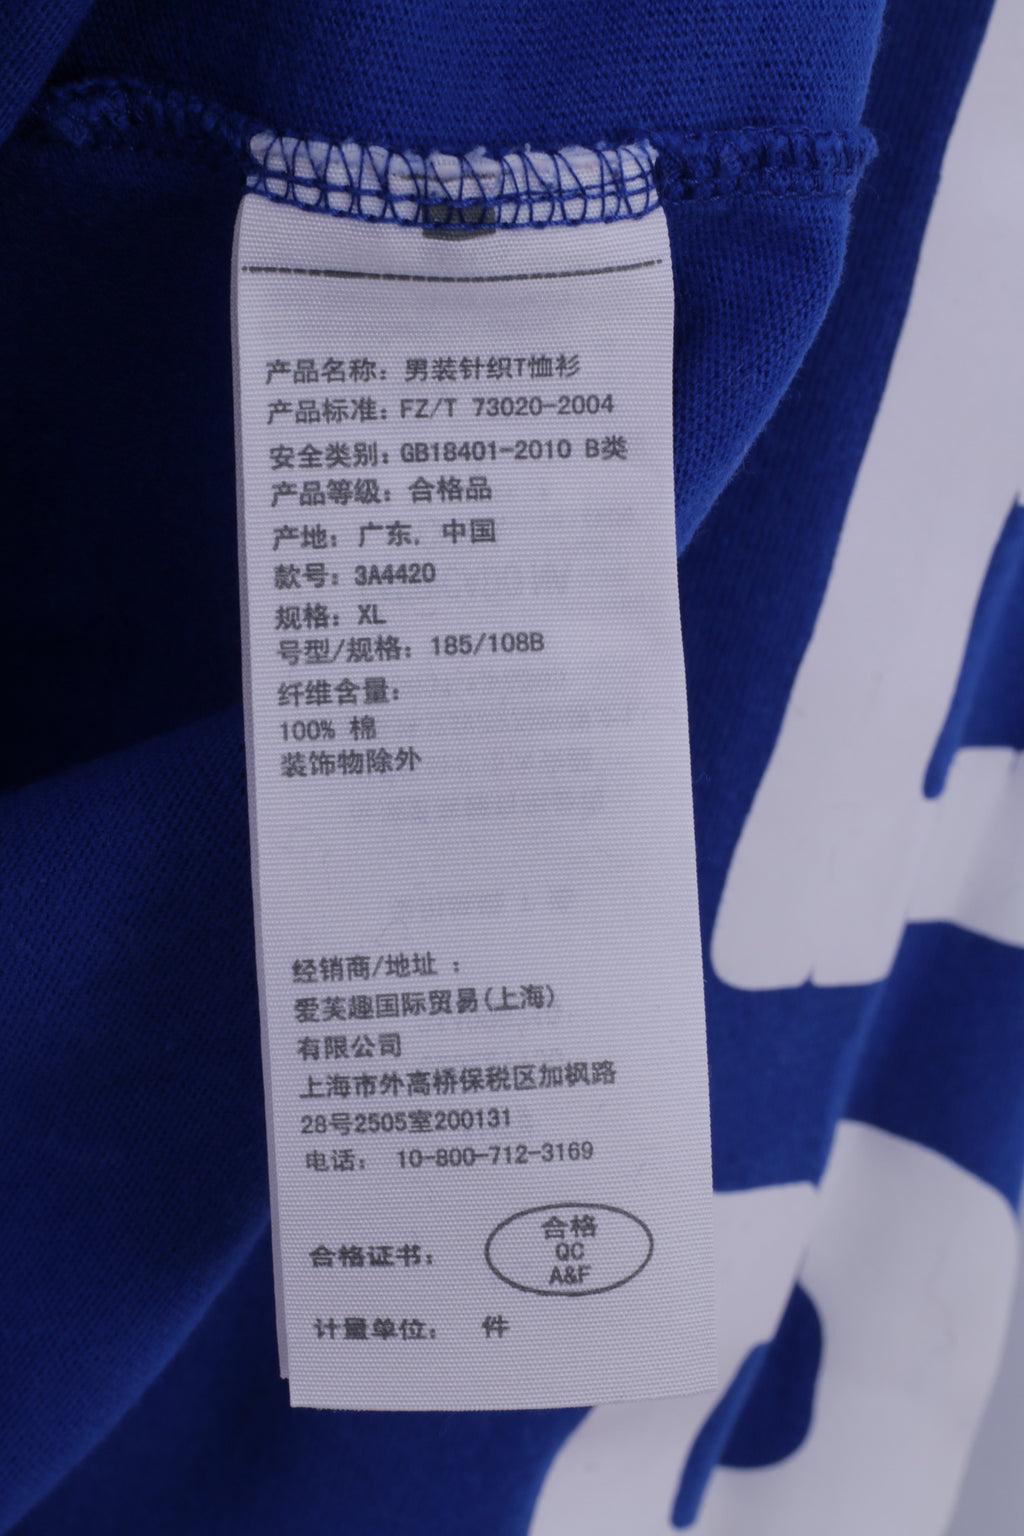 产品名称: 男装针织T恤衫
产品标准: FZ/T 73020-2004
安全类别: GB18401-2010 B类
产品等级: 合格品
产地: 广东, 中国
款号: 3A4420
规格: XL
号型/规格: 185/108B
纤维含量:
100% 棉
装饰物除外
经销商/地址 :
爱芙趣国际贸易(上海)
有限公司
上海市外高桥保税区加枫路
28号2505室200131
电话: 10-800-712-3169
合格
QC
A&F
合格证书:
计量单位: 件